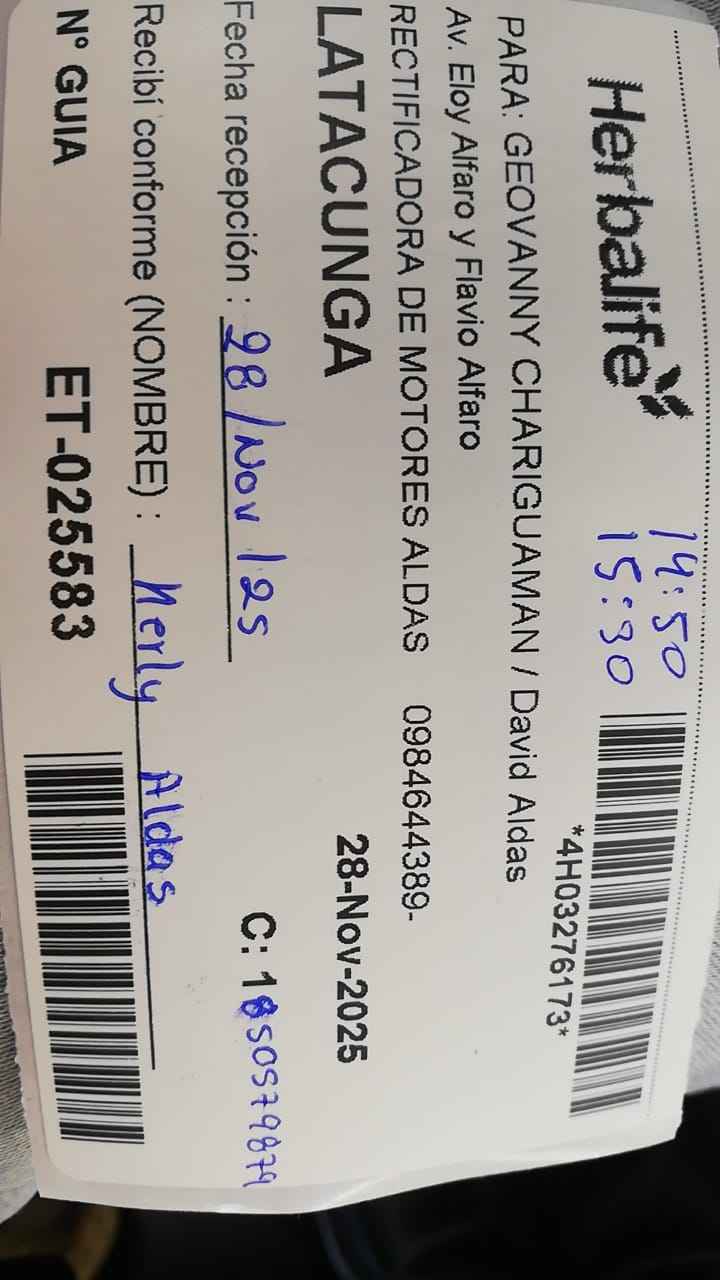 Herbalife
14:50
15:30
*4H03276173*
PARA: GEOVANNY CHARIGUAMAN / David Aldas
Av. Eloy Alfaro y Flavio Alfaro
RECTIFICADORA DE MOTORES ALDAS 0984644389-
LATACUNGA 28-Nov-2025
Fecha recepción : 28/Nov/25 C: 1
Recibí conforme (NOMBRE) : Nerly Aldas
N° GUIA ET-025583